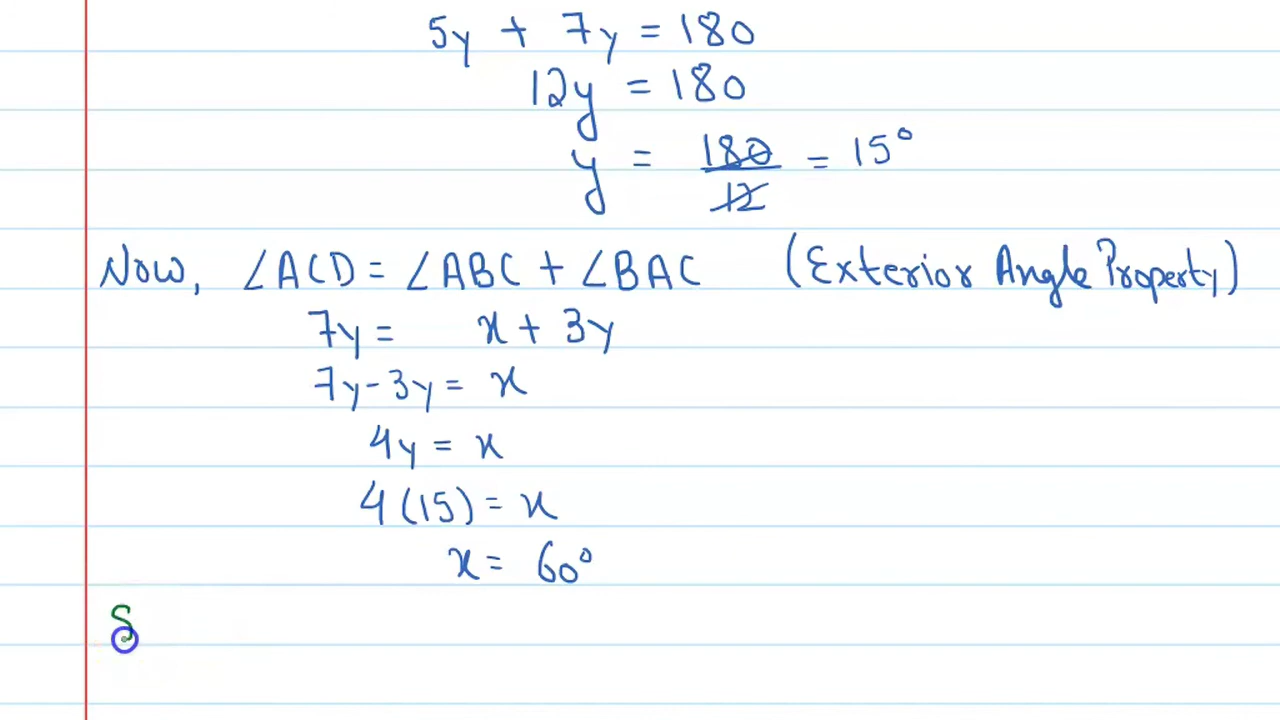 5y + 7y = 180
12y = 180
y = 180/12 = 15°
Now, ∠ACD = ∠ABC + ∠BAC (Exterior Angle Property)
7y = x + 3y
7y - 3y = x
4y = x
4(15) = x
x = 60°
S